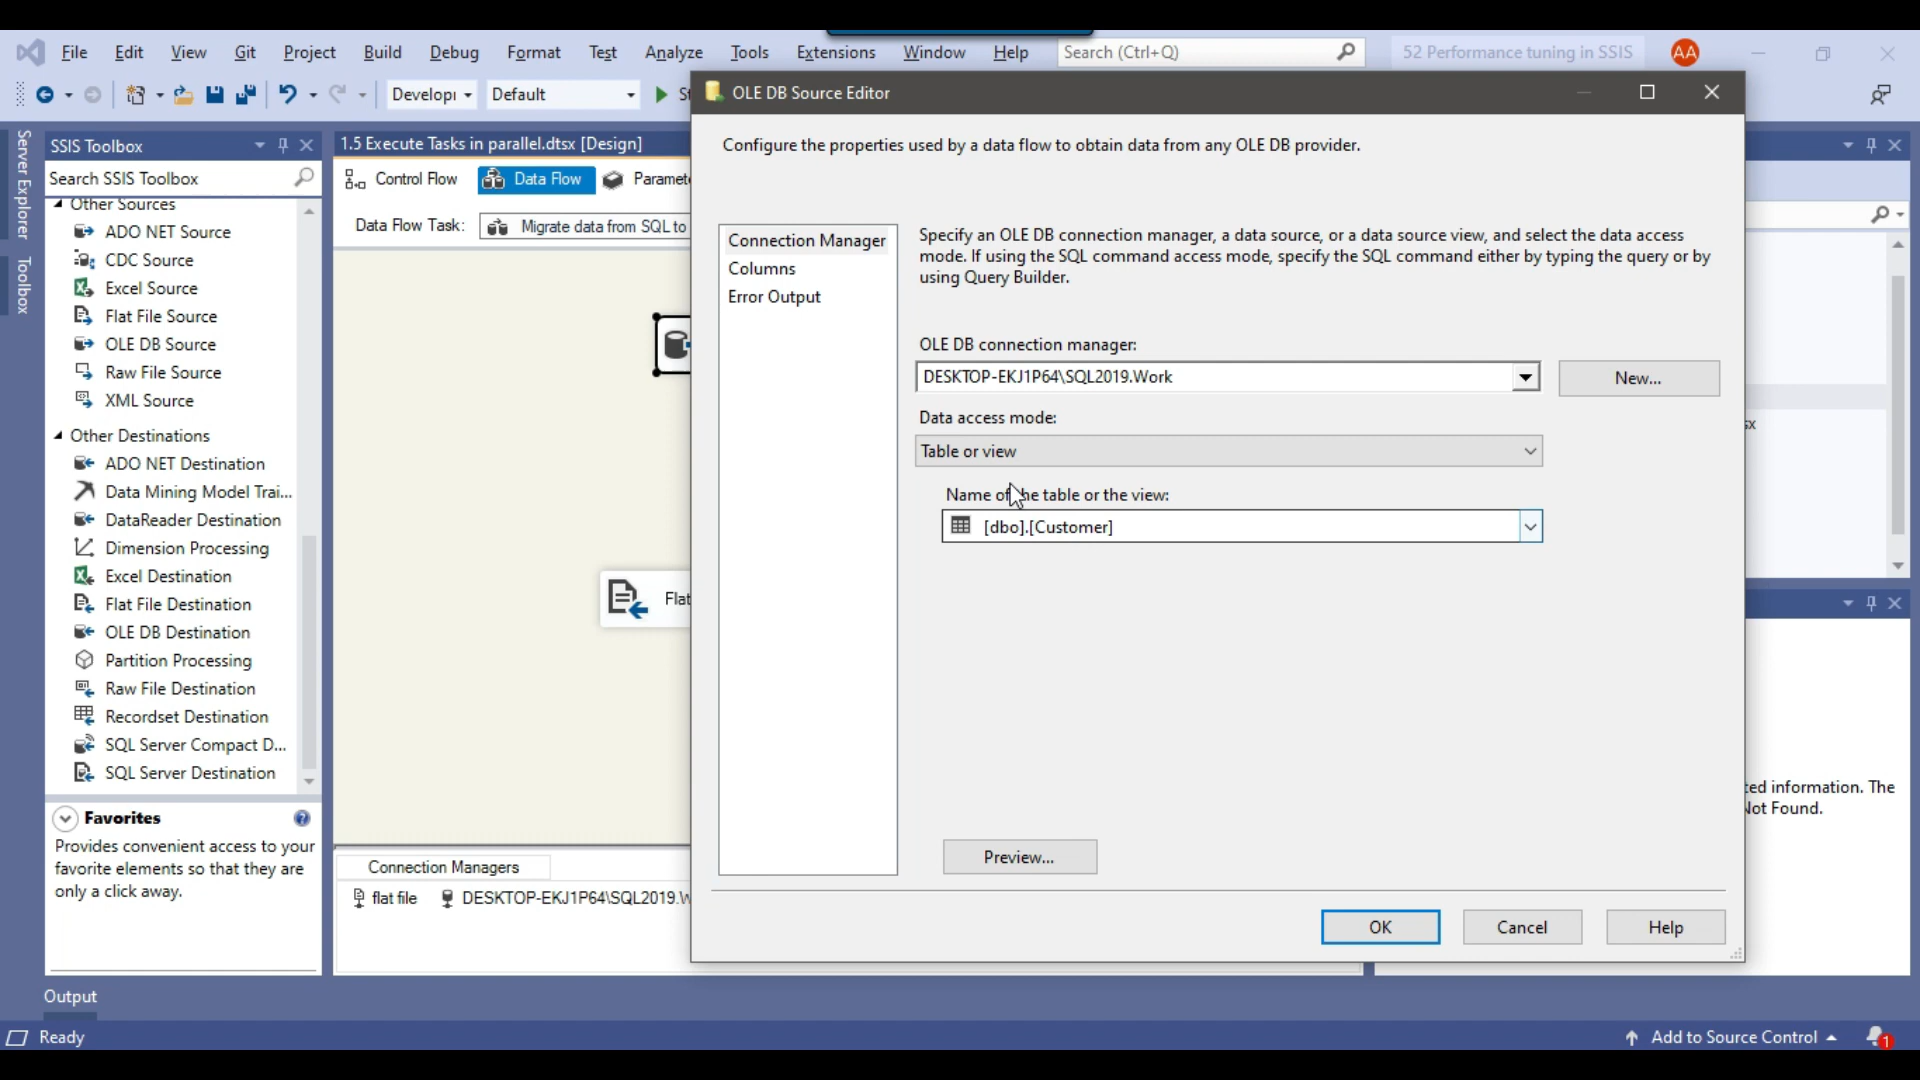 File Edit View Git Project Build Debug Format Test Analyze Tools Extensions Window Help Search (Ctrl+Q) 52 Performance tuning in SSIS AA
Default
OLE DB Source Editor
SSIS Toolbox
1.5 Execute Tasks in parallel.dtsx [Design]
Configure the properties used by a data flow to obtain data from any OLE DB provider.
Server Explorer
Toolbox
Search SSIS Toolbox
Control Flow Data Flow
Data Flow Task: Migrate data from SQL to
Other Sources
ADO NET Source
CDC Source
Excel Source
Flat File Source
OLE DB Source
Raw File Source
XML Source
Other Destinations
ADO NET Destination
Data Mining Model Trai...
DataReader Destination
Dimension Processing
Excel Destination
Flat File Destination
OLE DB Destination
Partition Processing
Raw File Destination
Recordset Destination
SQL Server Compact D...
SQL Server Destination
Favorites
Provides convenient access to your
favorite elements so that they are
only a click away.
Flat
Connection Managers
flat file DESKTOP-EKJ1P64\SQL2019.W
Connection Manager
Columns
Error Output
Specify an OLE DB connection manager, a data source, or a data source view, and select the data access
mode. If using the SQL command access mode, specify the SQL command either by typing the query or by
using Query Builder.
OLE DB connection manager:
DESKTOP-EKJ1P64\SQL2019.Work
New...
Data access mode:
Table or view
Name of the table or the view:
[dbo].[Customer]
Preview...
OK Cancel Help
information. The
Found.
Output
Ready
Add to Source Control
1